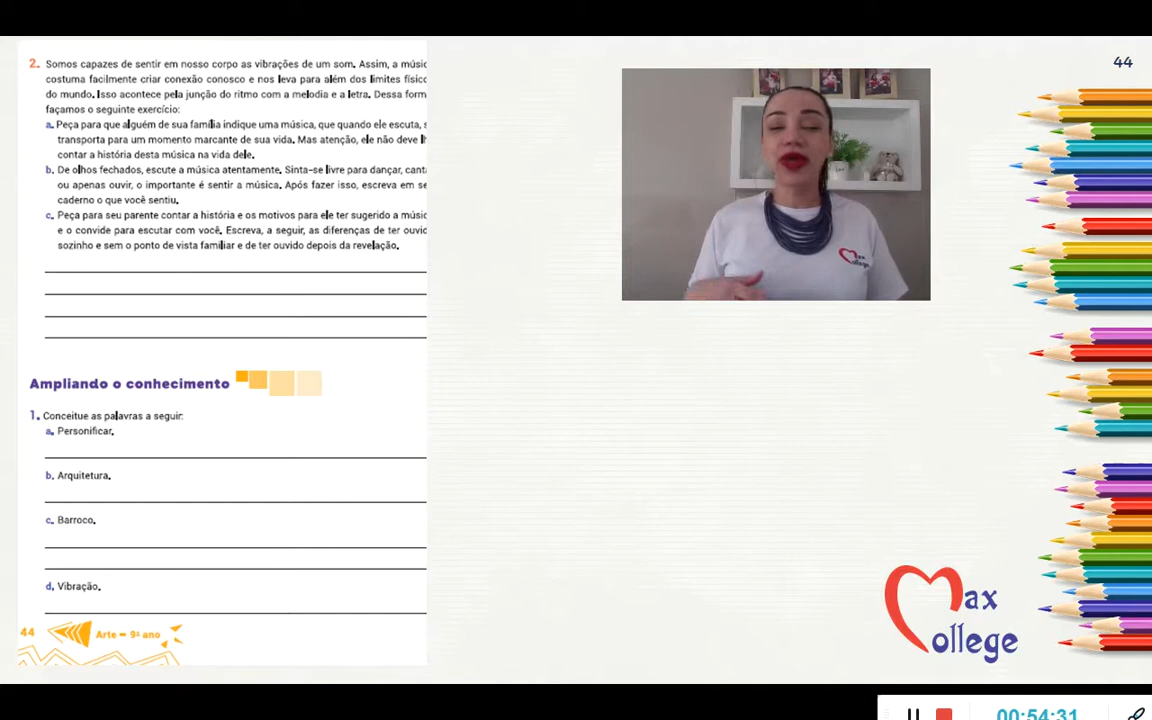 44
2. Somos capazes de sentir em nosso corpo as vibrações de um som. Assim, a músic
costuma facilmente criar conexão conosco e nos leva para além dos limites físico
do mundo. Isso acontece pela junção do ritmo com a melodia e a letra. Dessa form
façamos o seguinte exercício:
a. Peça para que alguém de sua família indique uma música, que quando ele escuta, s
transporta para um momento marcante de sua vida. Mas atenção, ele não deve lh
contar a história desta música na vida dele.
b. De olhos fechados, escute a música atentamente. Sinta-se livre para dançar, canta
ou apenas ouvir, o importante é sentir a música. Após fazer isso, escreva em se
caderno o que você sentiu.
c. Peça para seu parente contar a história e os motivos para ele ter sugerido a músic
e o convide para escutar com você. Escreva, a seguir, as diferenças de ter ouvid
sozinho e sem o ponto de vista familiar e de ter ouvido depois da revelação.
Ampliando o conhecimento
1. Conceitue as palavras a seguir:
a. Personificar.
b. Arquitetura.
c. Barroco.
d. Vibração.
44 Arte – 9º ano
Max
College
Max
College
00:54:31